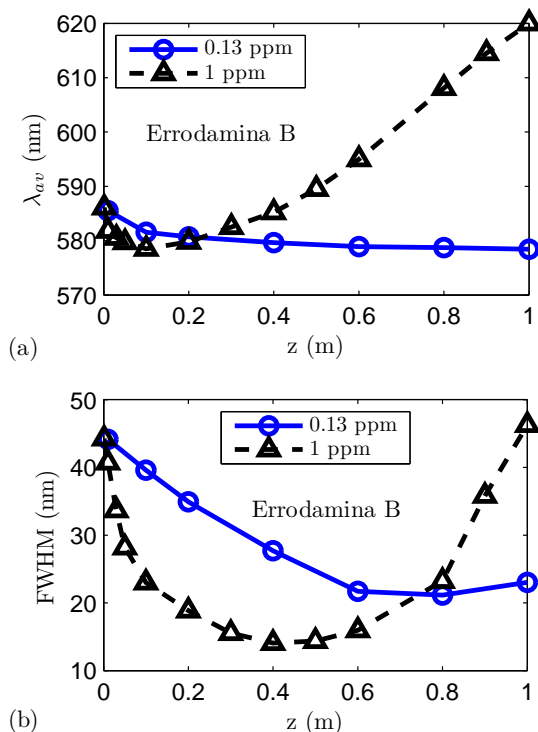 620
610
600
590
580
570
λav (nm)
0.13 ppm
1 ppm
Errodamina B
0 0.2 0.4 0.6 0.8 1
z (m)
(a)
50
40
30
20
10
FWHM (nm)
0.13 ppm
1 ppm
Errodamina B
0 0.2 0.4 0.6 0.8 1
z (m)
(b)